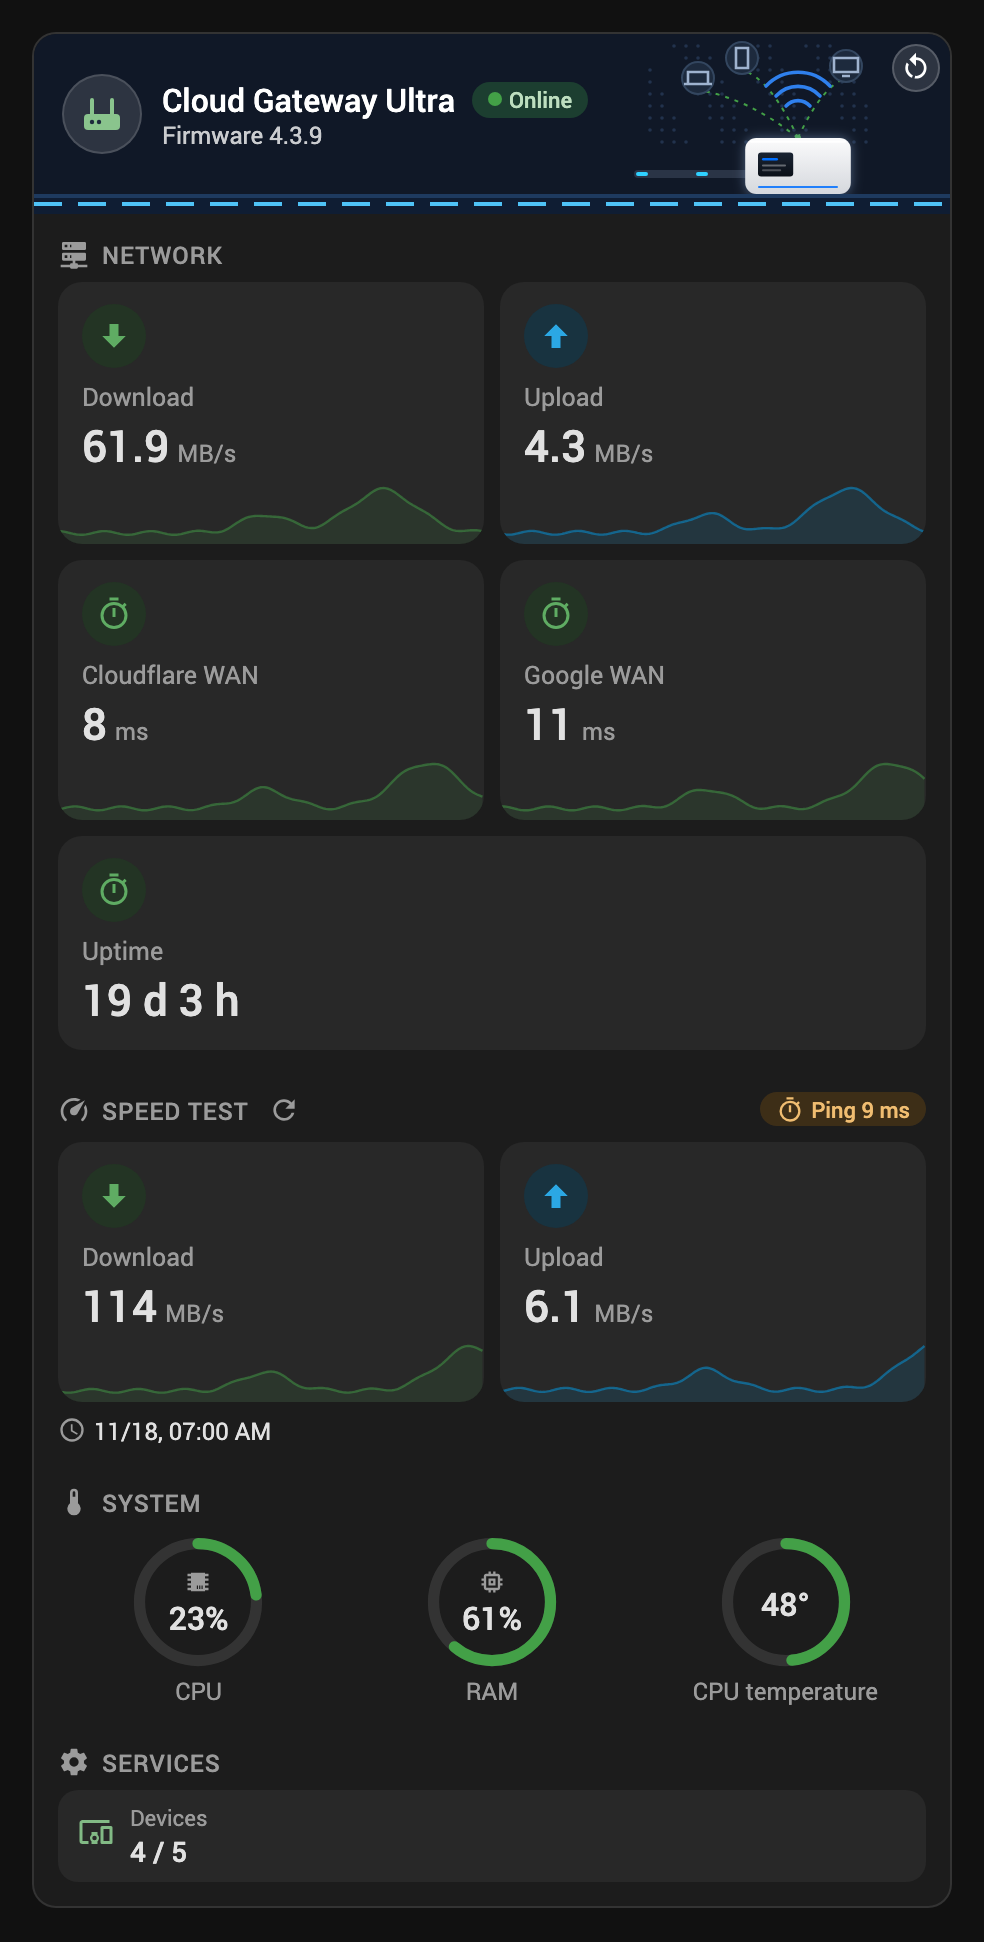 Cloud Gateway Ultra
Online
Firmware 4.3.9
NETWORK
Download
61.9 MB/s
Upload
4.3 MB/s
Cloudflare WAN
8 ms
Google WAN
11 ms
Uptime
19 d 3 h
SPEED TEST
Ping 9 ms
Download
114 MB/s
Upload
6.1 MB/s
11/18, 07:00 AM
SYSTEM
23%
CPU
61%
RAM
48°
CPU temperature
SERVICES
Devices
4 / 5